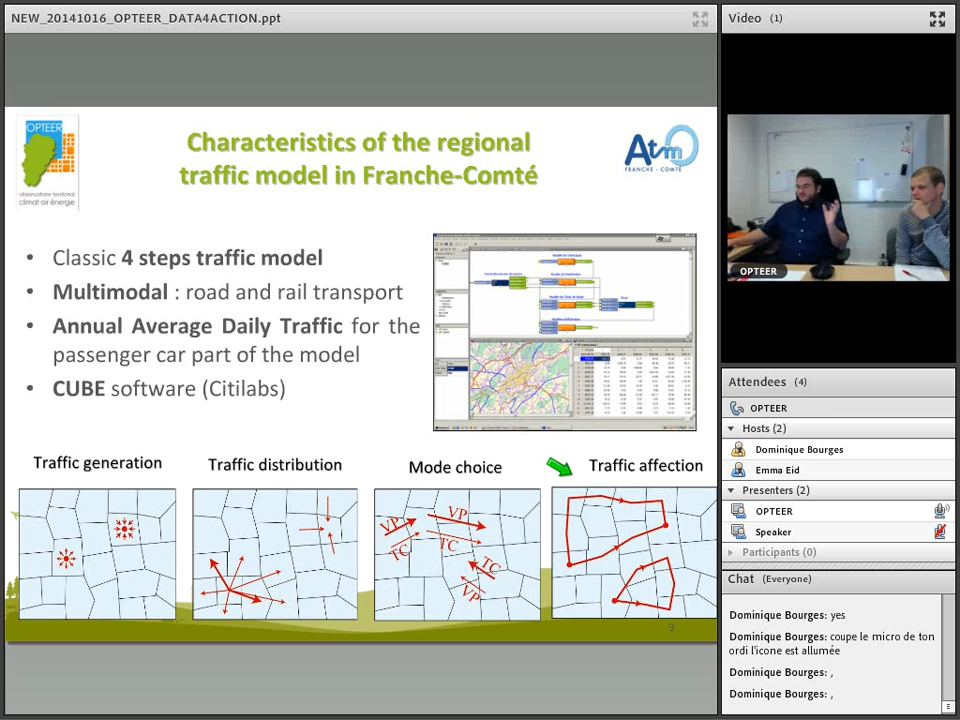 NEW_20141016_OPTEER_DATA4ACTION.ppt
OPTEER
observatoire territorial
climat air énergie
Characteristics of the regional
traffic model in Franche-Comté
Atm
FRANCHE - COMTÉ
• Classic 4 steps traffic model
• Multimodal : road and rail transport
• Annual Average Daily Traffic for the
passenger car part of the model
• CUBE software (Citilabs)
Traffic generation
Traffic distribution
Mode choice
Traffic affection
VP
TC
VP
TC
TC
VP
9
Video (1)
OPTEER
Attendees (4)
OPTEER
Hosts (2)
Dominique Bourges
Emma Eid
Presenters (2)
OPTEER
Speaker
Participants (0)
Chat (Everyone)
Dominique Bourges: yes
Dominique Bourges: coupe le micro de ton
ordi l'icone est allumée
Dominique Bourges: ,
Dominique Bourges: ,